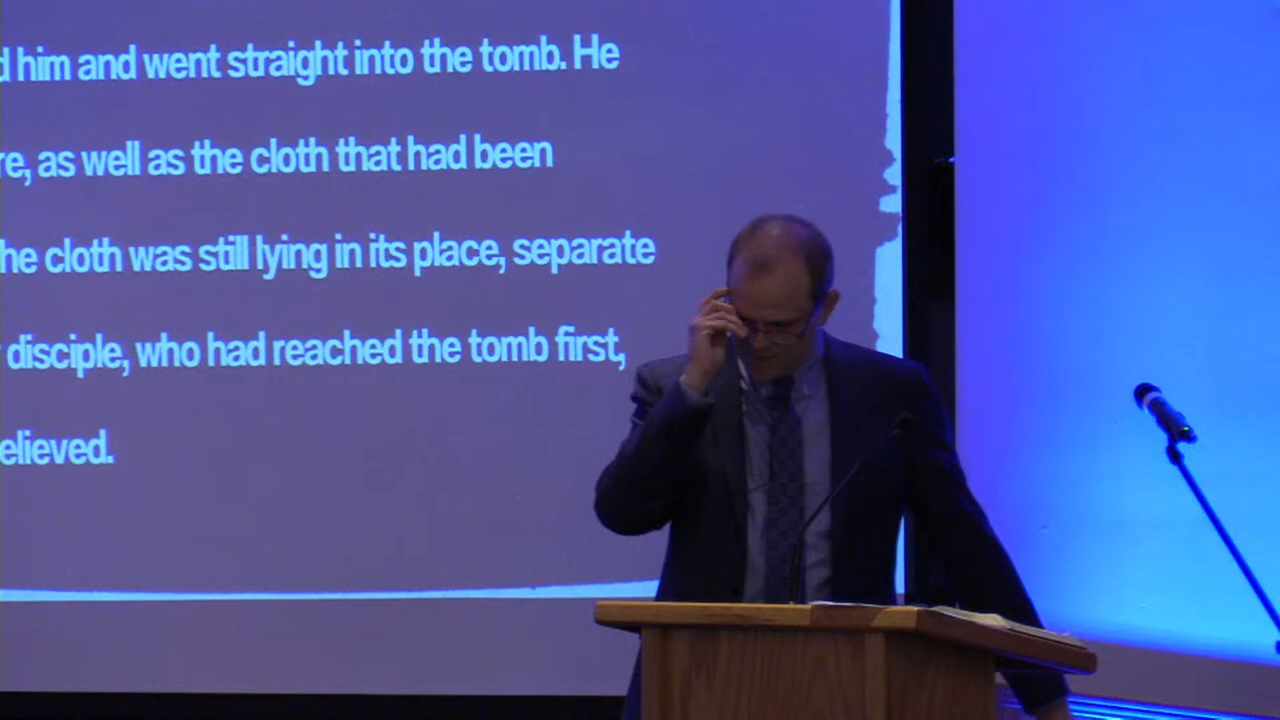 d him and went straight into the tomb. He
re, as well as the cloth that had been
he cloth was still lying in its place, separate
disciple, who had reached the tomb first,
elieved.